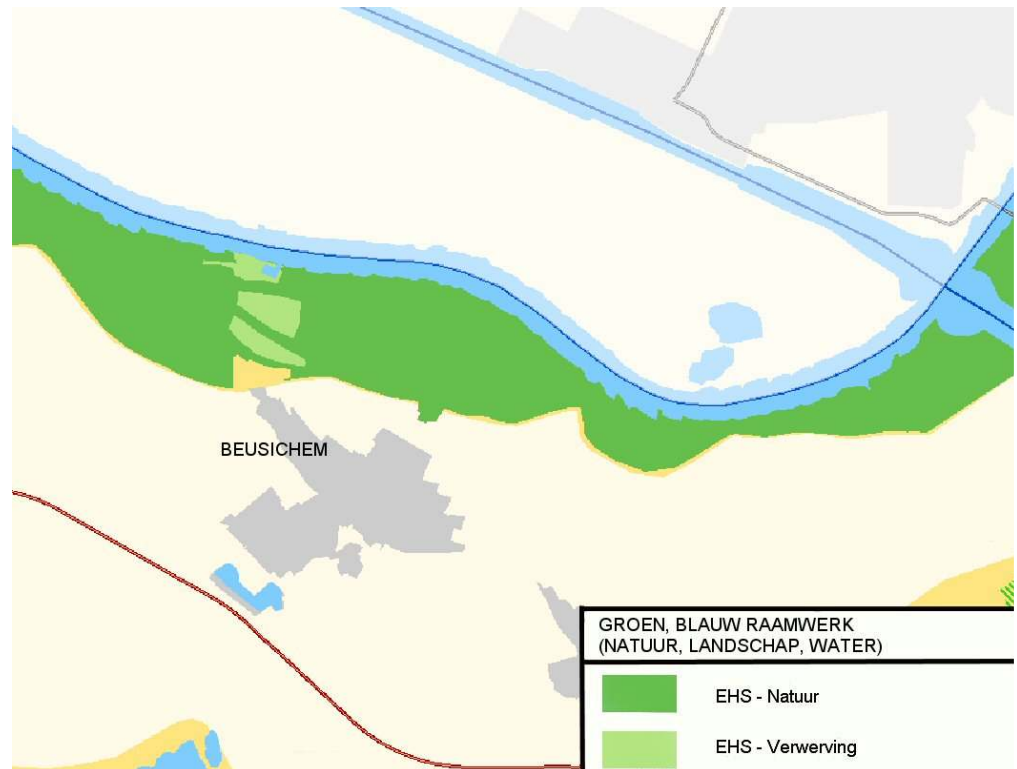 BEUSICHEM
GROEN, BLAUW RAAMWERK
(NATUUR, LANDSCHAP, WATER)
EHS - Natuur
EHS - Verwerving